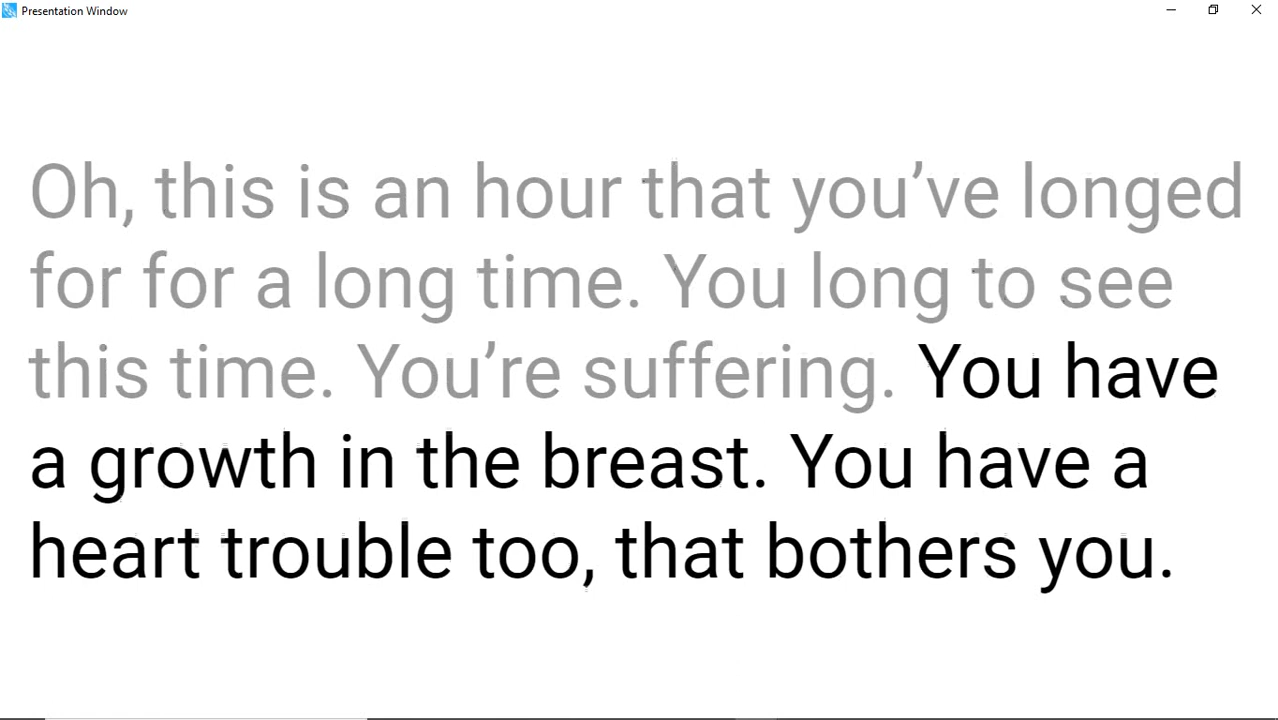 Presentation Window
Oh, this is an hour that you’ve longed
for for a long time. You long to see
this time. You’re suffering. You have
a growth in the breast. You have a
heart trouble too, that bothers you.